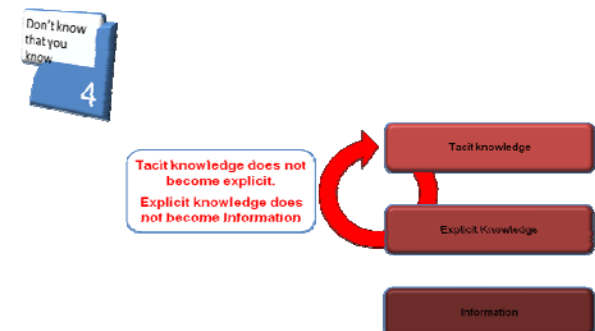 Don't know
that you
know
4
Tacit knowledge does not
become explicit.
Explicit knowledge does
not become Information
Tacit knowledge
Explicit Knowledge
Information